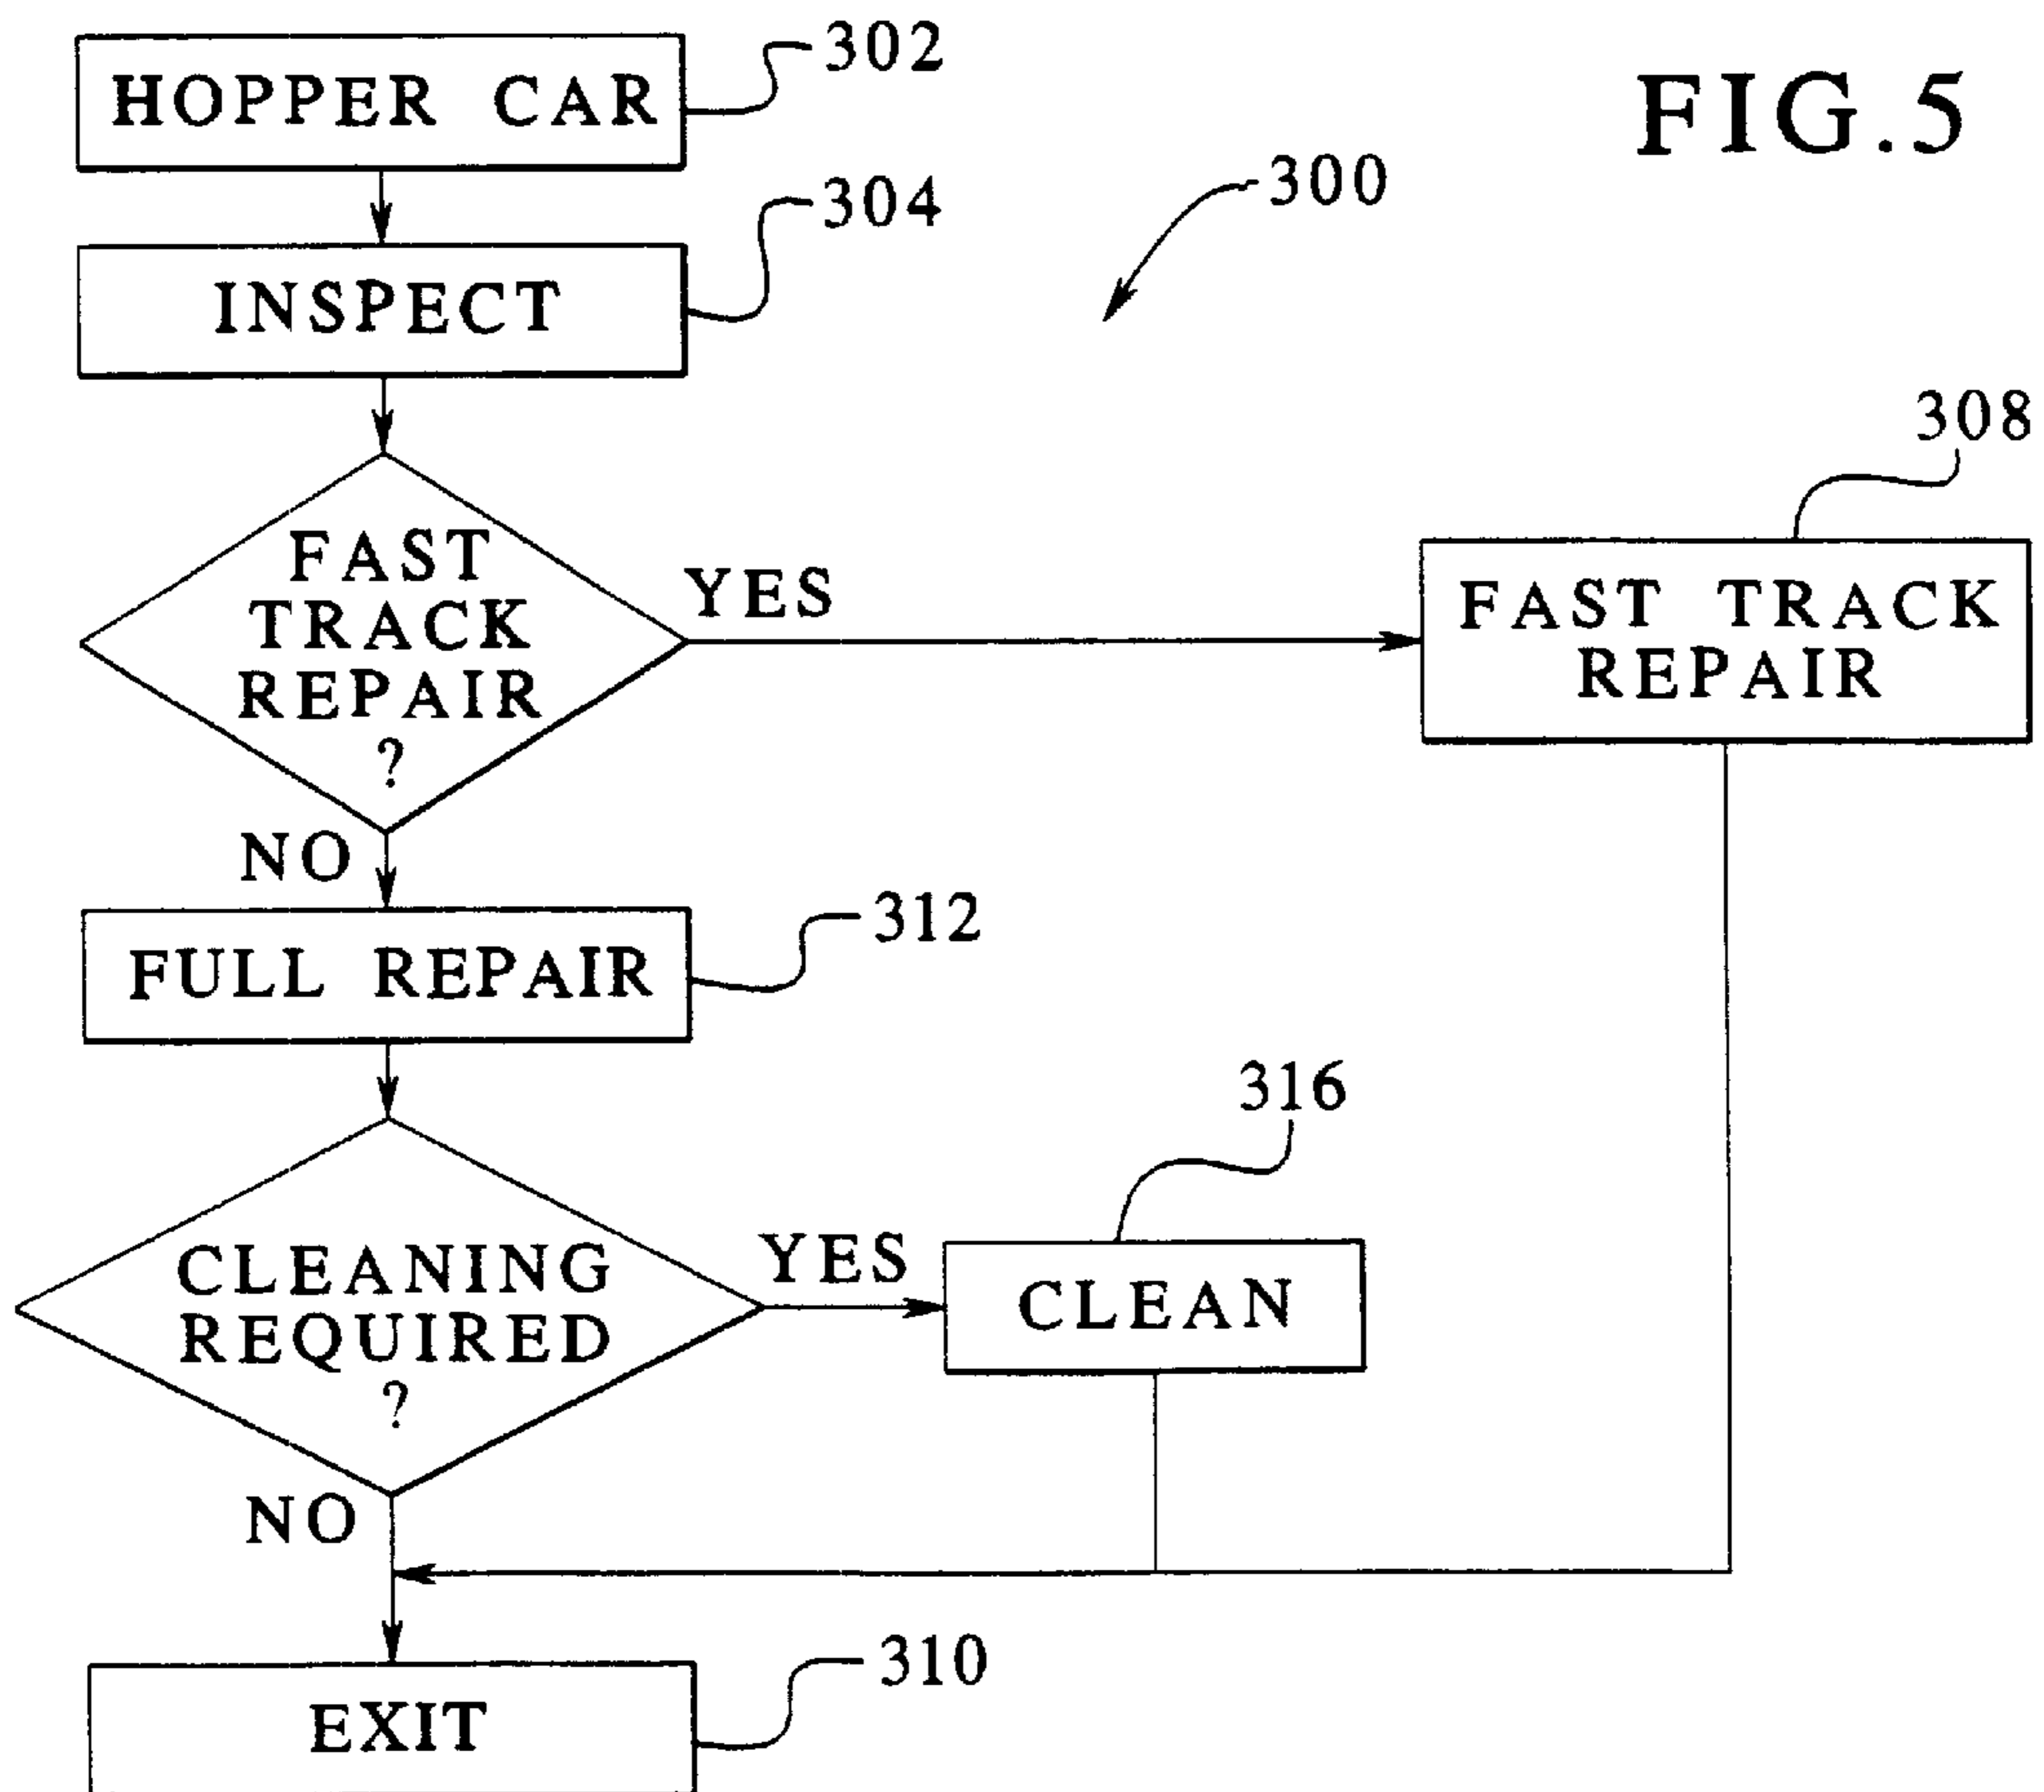 FIG.5
HOPPER CAR
302
INSPECT
304
300
FAST
TRACK
REPAIR
?
YES
FAST TRACK
REPAIR
308
NO
FULL REPAIR
312
CLEANING
REQUIRED
?
YES
CLEAN
316
NO
EXIT
310